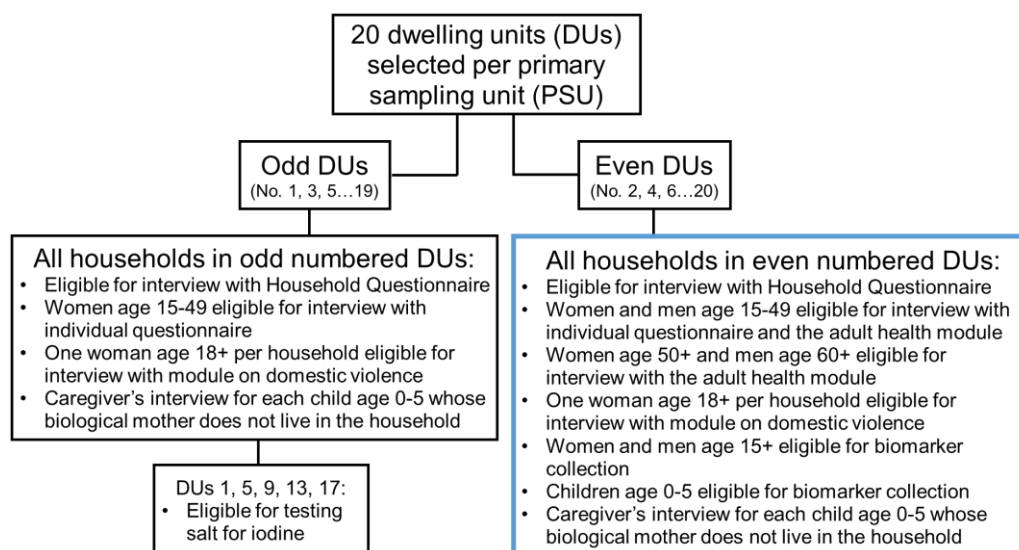 20 dwelling units (DUs)
selected per primary
sampling unit (PSU)
Odd DUs
(No. 1, 3, 5...19)
Even DUs
(No. 2, 4, 6...20)
All households in odd numbered DUs:
• Eligible for interview with Household Questionnaire
• Women age 15-49 eligible for interview with
individual questionnaire
• One woman age 18+ per household eligible for
interview with module on domestic violence
• Caregiver's interview for each child age 0-5 whose
biological mother does not live in the household
All households in even numbered DUs:
• Eligible for interview with Household Questionnaire
• Women and men age 15-49 eligible for interview with
individual questionnaire and the adult health module
• Women age 50+ and men age 60+ eligible for
interview with the adult health module
• One woman age 18+ per household eligible for
interview with module on domestic violence
• Women and men age 15+ eligible for biomarker
collection
• Children age 0-5 eligible for biomarker collection
• Caregiver's interview for each child age 0-5 whose
biological mother does not live in the household
DUs 1, 5, 9, 13, 17:
• Eligible for testing
salt for iodine